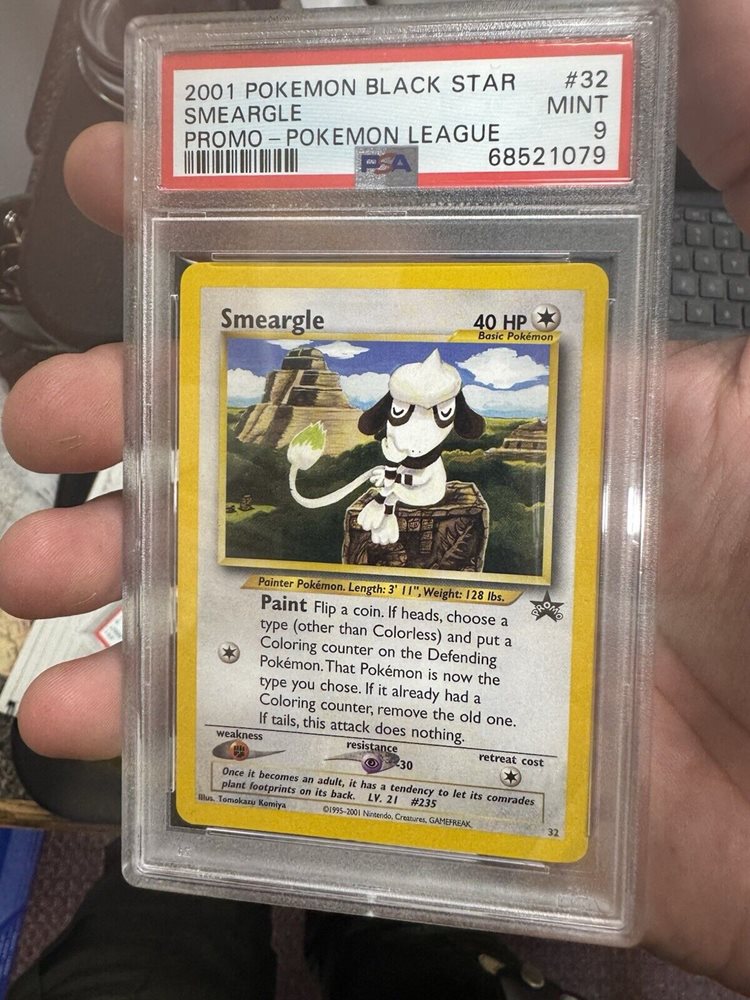 2001 POKEMON BLACK STAR #32
SMEARGLE MINT
PROMO - POKEMON LEAGUE 9
PSA 68521079
Smeargle 40 HP
Basic Pokémon
Painter Pokémon. Length: 3' 11", Weight: 128 lbs.
PROMO
Paint Flip a coin. If heads, choose a
type (other than Colorless) and put a
Coloring counter on the Defending
Pokémon. That Pokémon is now the
type you chose. If it already had a
Coloring counter, remove the old one.
If tails, this attack does nothing.
weakness resistance retreat cost
-30
Once it becomes an adult, it has a tendency to let its comrades
plant footprints on its back. LV. 21 #235
Illus. Tomokazu Komiya ©1995-2001 Nintendo, Creatures, GAMEFREAK. 32